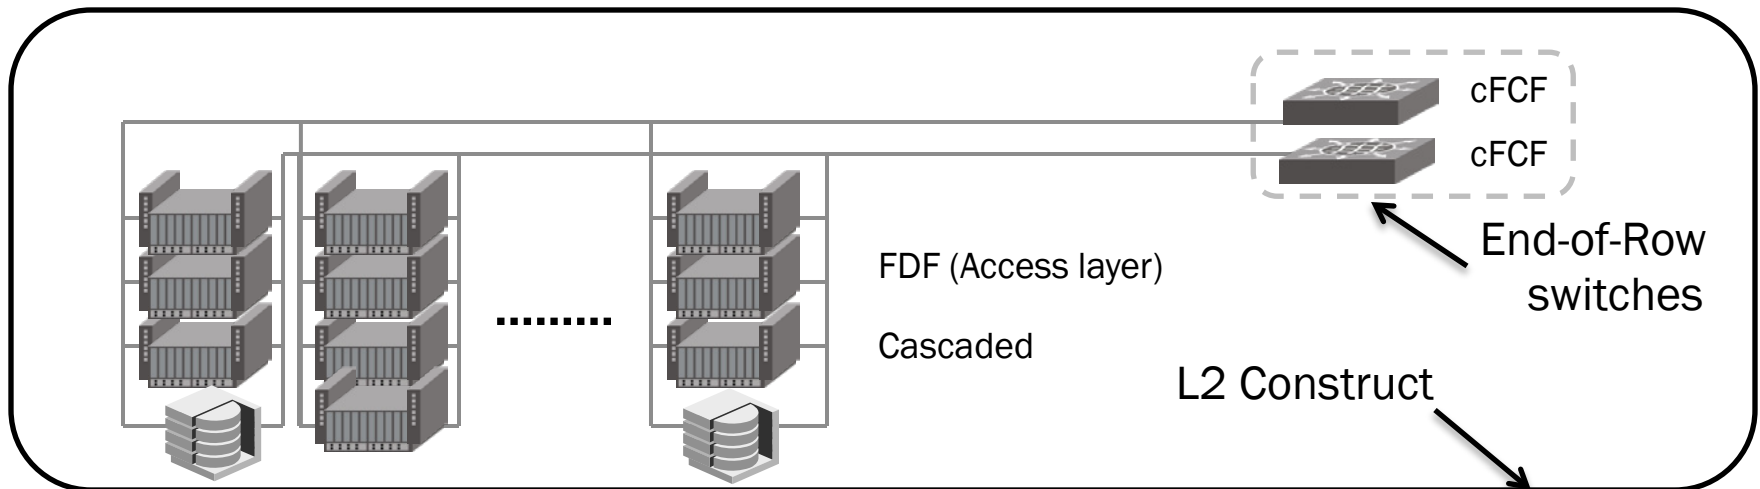 cFCF
cFCF
End-of-Row
switches
FDF (Access layer)
Cascaded
L2 Construct